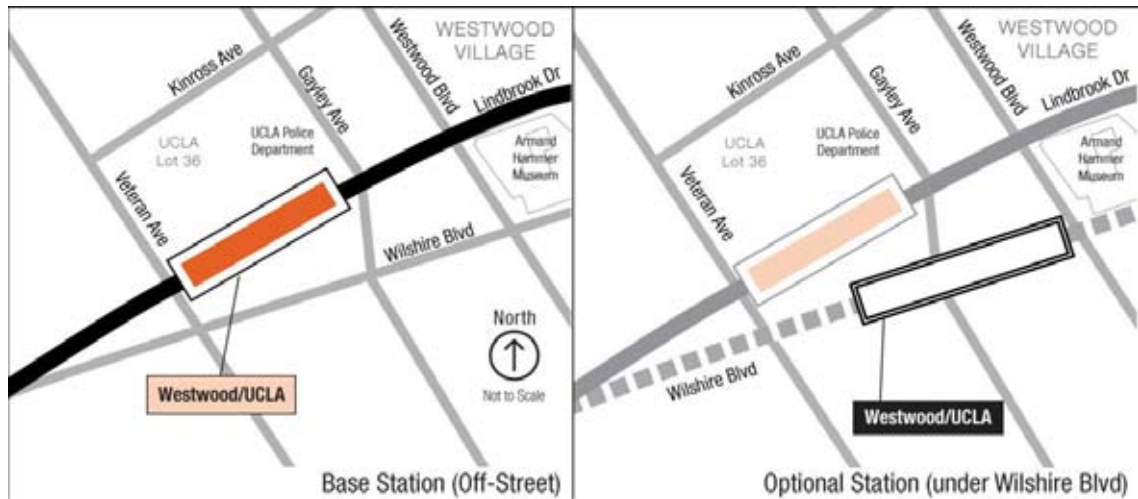 WESTWOOD
VILLAGE
Kinross Ave
Gayley Ave
Westwood Blvd
Lindbrook Dr
UCLA
Lot 36
UCLA Police
Department
Armand
Hammer
Museum
Veteran Ave
Wilshire Blvd
North
Not to Scale
Westwood/UCLA
Base Station (Off-Street)
WESTWOOD
VILLAGE
Kinross Ave
Gayley Ave
Westwood Blvd
Lindbrook Dr
UCLA
Lot 36
UCLA Police
Department
Armand
Hammer
Museum
Veteran Ave
Wilshire Blvd
Westwood/UCLA
Optional Station (under Wilshire Blvd)